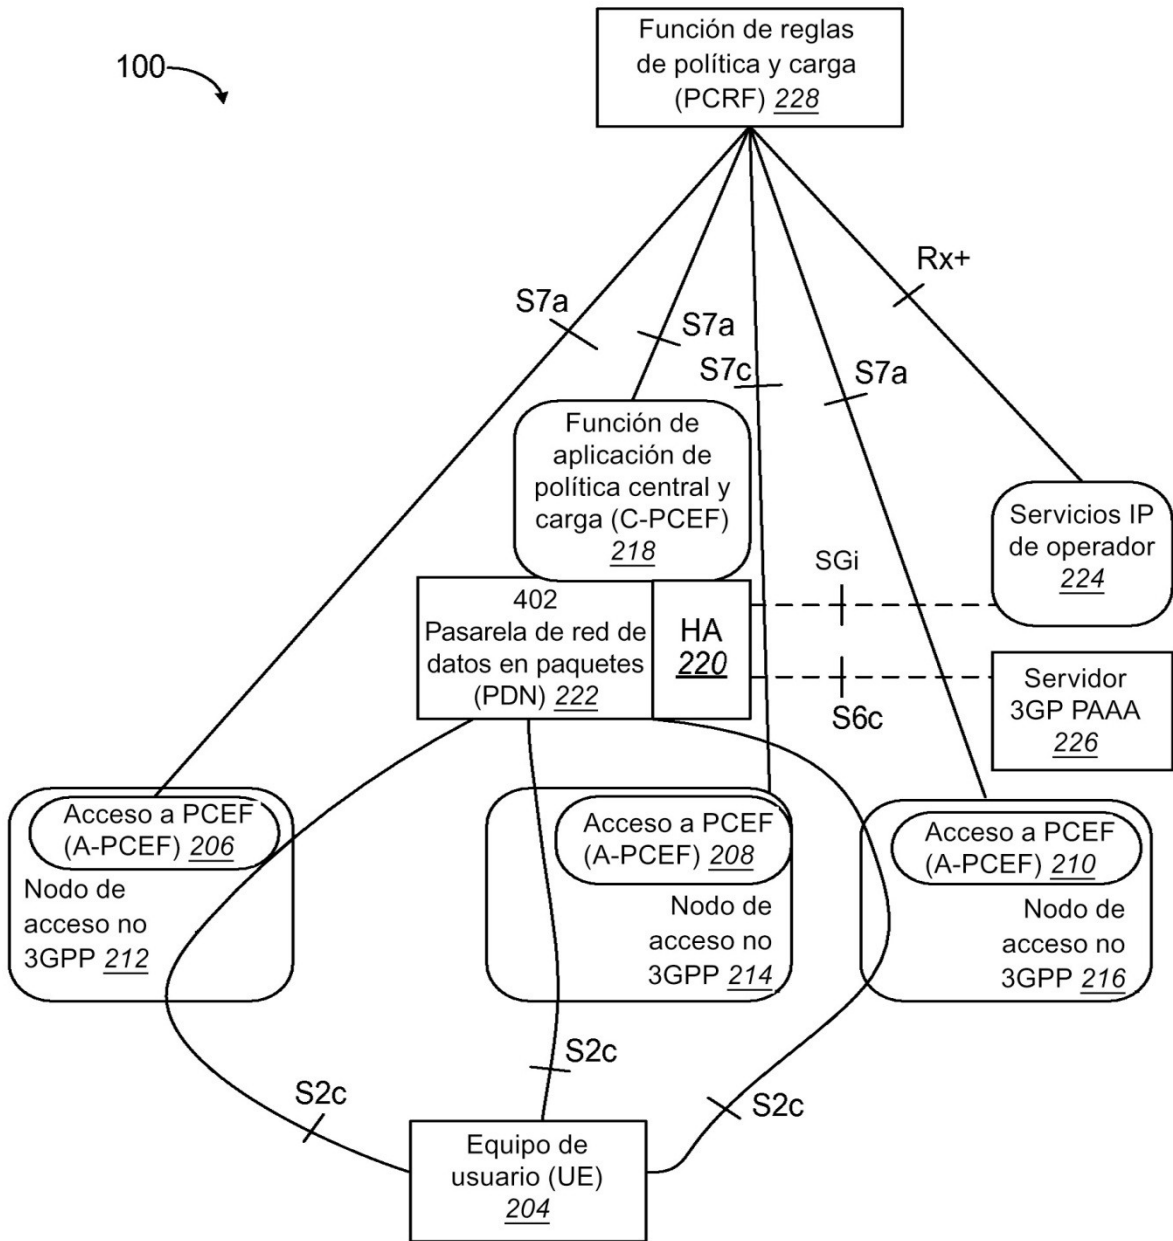 Función de reglas
de política y carga
(PCRF) 228
100
Rx+
S7a
S7a
S7c
S7a
Función de
aplicación de
política central y
carga (C-PCEF)
218
Servicios IP
de operador
224
SGi
402
Pasarela de red de
datos en paquetes
(PDN) 222
HA
220
S6c
Servidor
3GP PAAA
226
Acceso a PCEF
(A-PCEF) 206
Nodo de
acceso no
3GPP 212
Acceso a PCEF
(A-PCEF) 208
Nodo de
acceso no
3GPP 214
Acceso a PCEF
(A-PCEF) 210
Nodo de
acceso no
3GPP 216
S2c
S2c
S2c
Equipo de
usuario (UE)
204